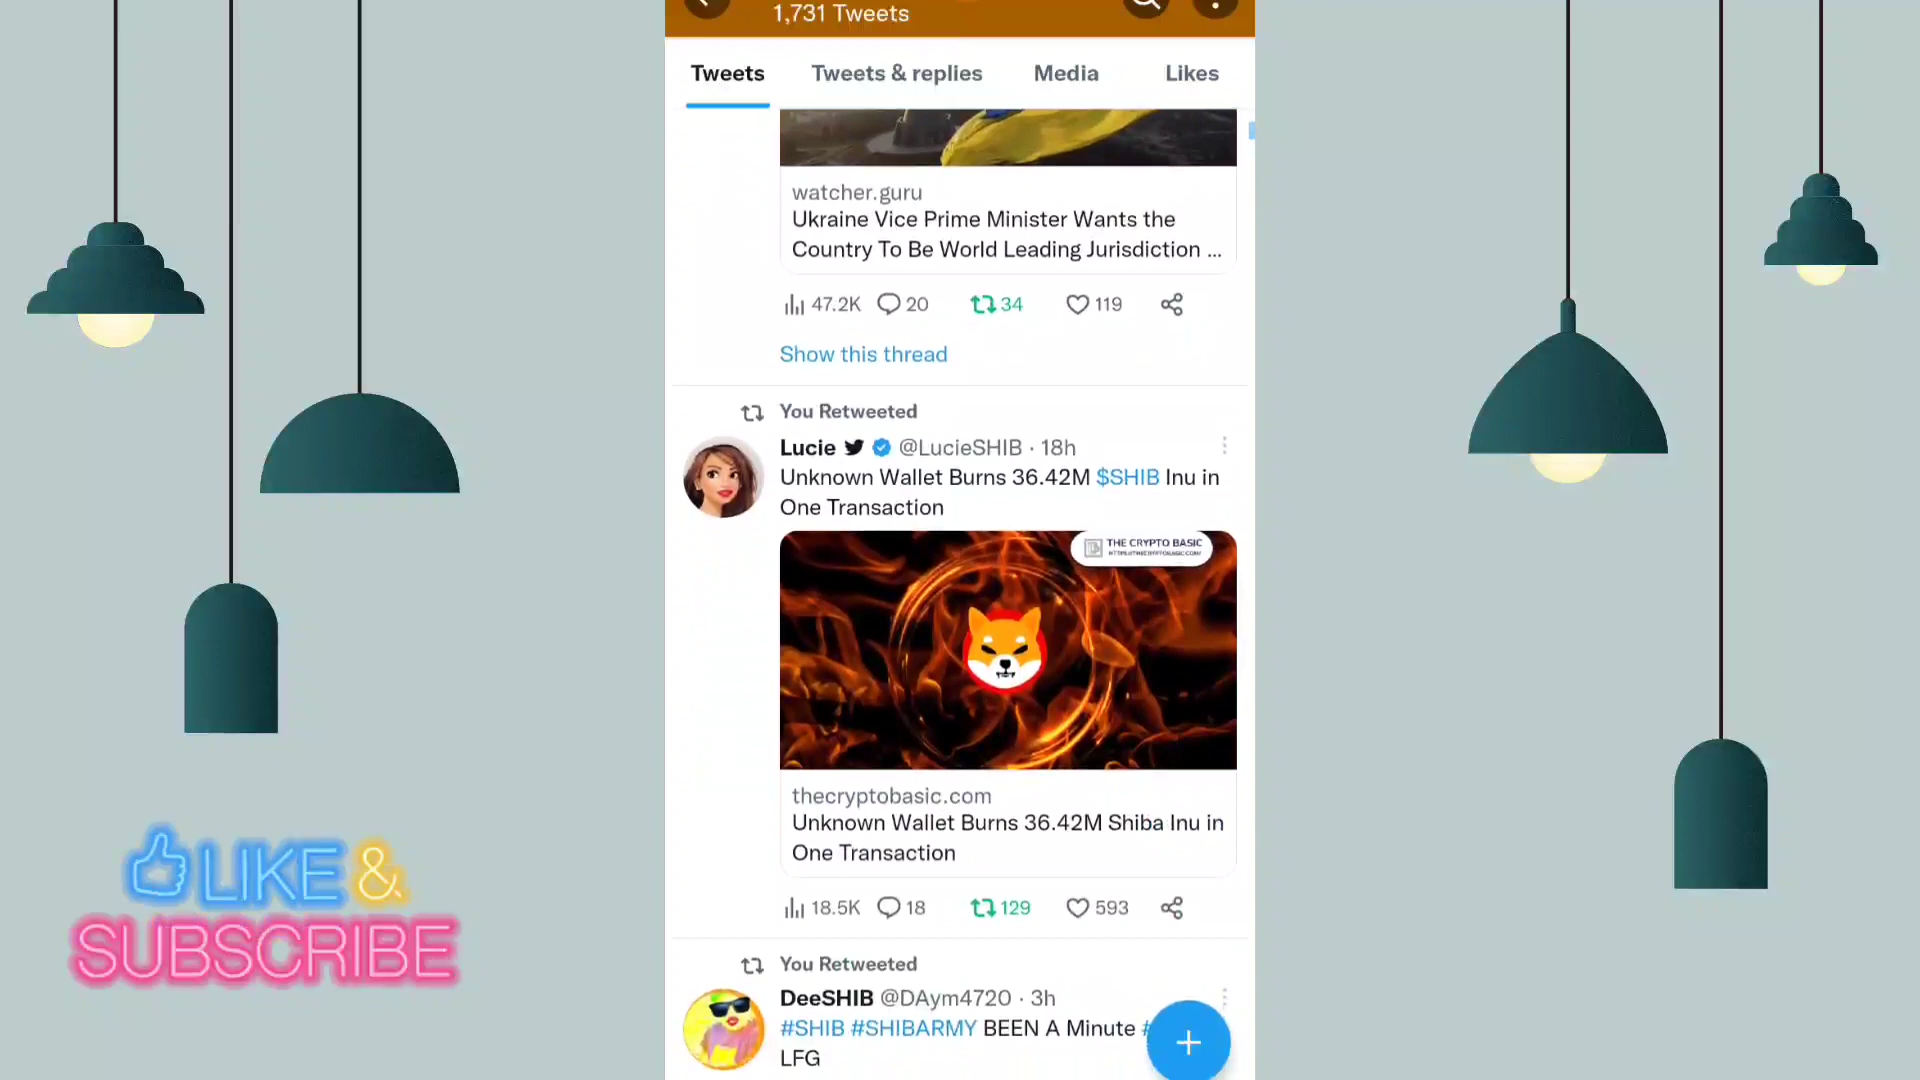 1,731 Tweets
Tweets
Tweets & replies
Media
Likes
watcher.guru
Ukraine Vice Prime Minister Wants the
Country To Be World Leading Jurisdiction ...
47.2K
20
34
119
Show this thread
You Retweeted
Lucie @LucieSHIB · 18h
Unknown Wallet Burns 36.42M $SHIB Inu in
One Transaction
THE CRYPTO BASIC
HTTPS://THECRYPTOBASIC.COM/
thecryptobasic.com
Unknown Wallet Burns 36.42M Shiba Inu in
One Transaction
18.5K
18
129
593
You Retweeted
DeeSHIB @DAym4720 · 3h
#SHIB #SHIBARMY BEEN A Minute #
LFG
LIKE &
SUBSCRIBE